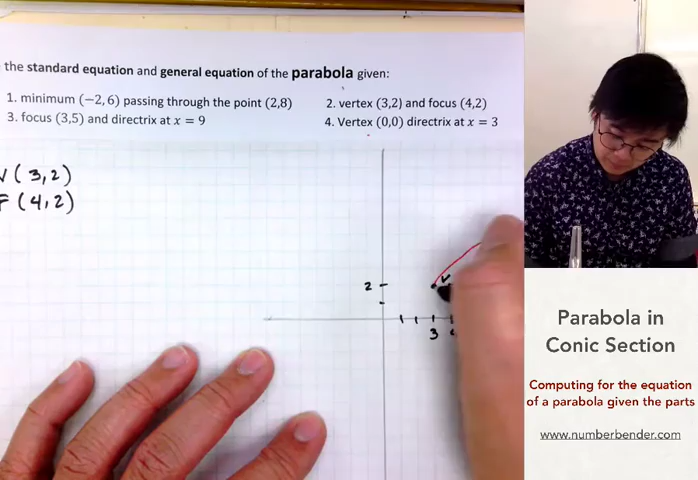 the standard equation and general equation of the parabola given:
1. minimum (−2,6) passing through the point (2,8)
2. vertex (3,2) and focus (4,2)
3. focus (3,5) and directrix at x = 9
4. Vertex (0,0) directrix at x = 3
V (3,2)
F (4,2)
V
2
3
Parabola in
Conic Section
Computing for the equation
of a parabola given the parts
www.numberbender.com